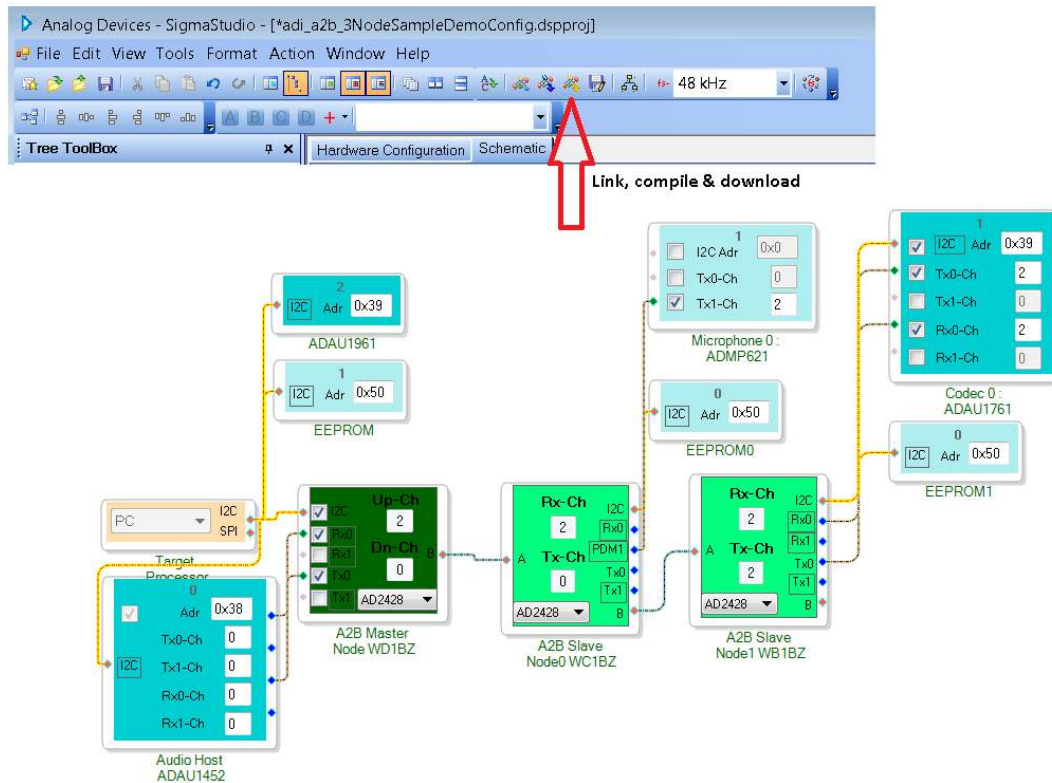 Analog Devices - SigmaStudio - [*adi_a2b_3NodeSampleDemoConfig.dspproj]
File Edit View Tools Format Action Window Help
fs- 48 kHz
A B C D
Tree ToolBox
Hardware Configuration Schematic
Link, compile & download
2
I2C Adr 0x39
ADAU1961
1
I2C Adr 0x50
EEPROM
1
I2C Adr 0x0
Tx0-Ch 0
Tx1-Ch 2
Microphone 0 :
ADMP621
0
I2C Adr 0x50
EEPROM0
1
I2C Adr 0x39
Tx0-Ch 2
Tx1-Ch 0
Rx0-Ch 2
Rx1-Ch 0
Codec 0 :
ADAU1761
0
I2C Adr 0x50
EEPROM1
PC
I2C
SPI
Target
Processor
0
Adr 0x38
Tx0-Ch 0
I2C Tx1-Ch 0
Rx0-Ch 0
Rx1-Ch 0
Audio Host
ADAU1452
Up-Ch
I2C 2
Rx0
Dn-Ch
Rx1 0 B
Tx0
Tx1 AD2428
A2B Master
Node WD1BZ
Rx-Ch
I2C
2 Rx0
PDM1
A Tx-Ch
Tx0
0 Tx1
AD2428 B
A2B Slave
Node0 WC1BZ
Rx-Ch
I2C
2 Rx0
Rx1
A Tx-Ch
Tx0
2 Tx1
AD2428 B
A2B Slave
Node1 WB1BZ